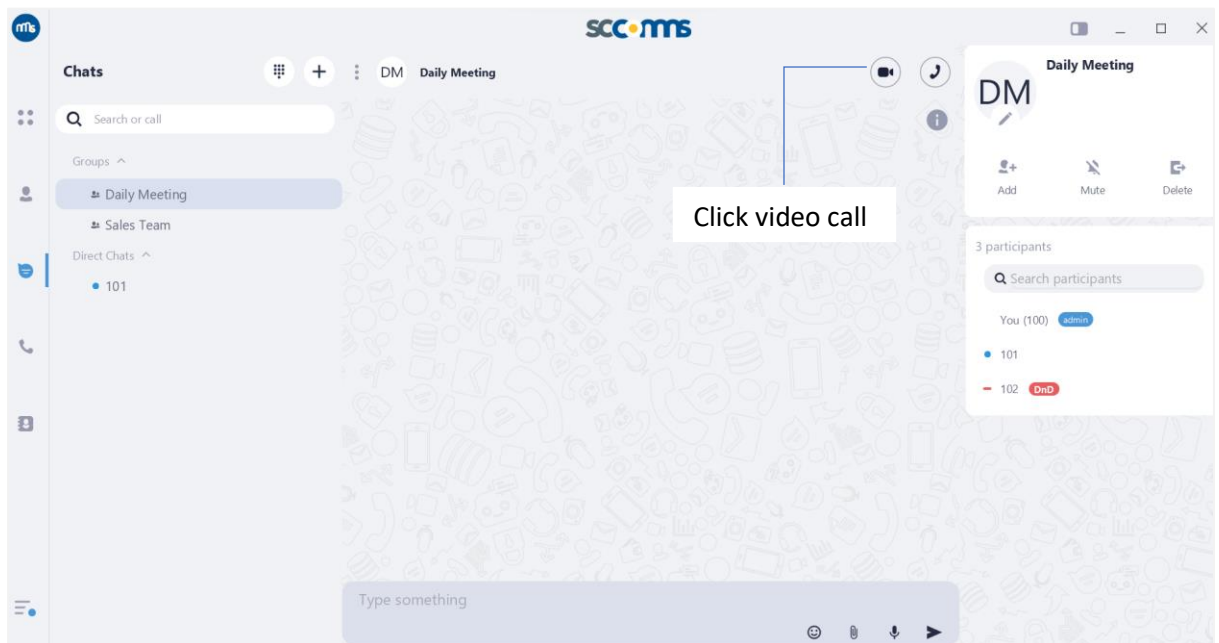 ms
SCC•MMS
Chats
DM Daily Meeting
Daily Meeting
DM
Search or call
Groups
Add Mute Delete
Daily Meeting
Click video call
Sales Team
3 participants
Direct Chats
Search participants
101
You (100) admin
101
102 DnD
Type something